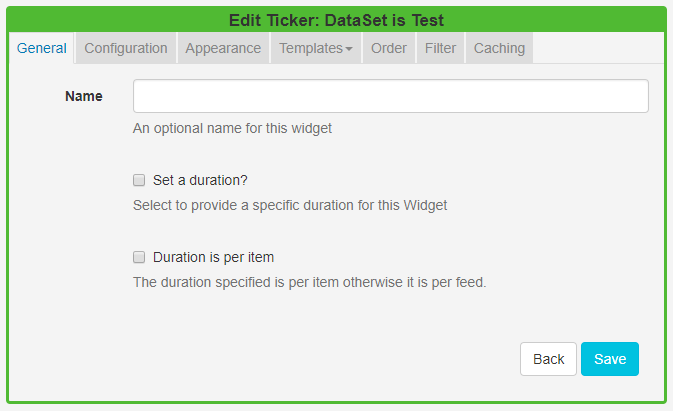 Edit Ticker: DataSet is Test
General Configuration Appearance Templates Order Filter Caching
Name
An optional name for this widget
Set a duration?
Select to provide a specific duration for this Widget
Duration is per item
The duration specified is per item otherwise it is per feed.
Back Save